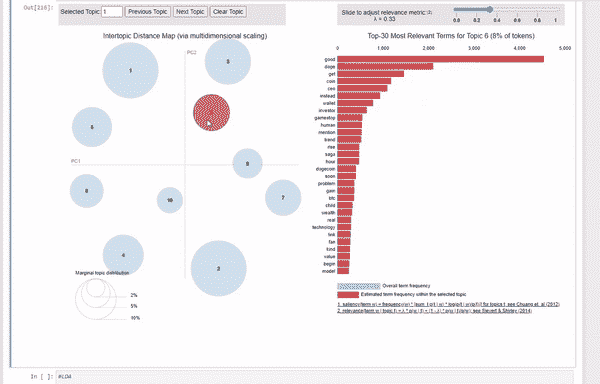 Out[216]:
Selected Topic: 1 Previous Topic Next Topic Clear Topic
Slide to adjust relevance metric:(2)
λ = 0.33
0.0 0.2 0.4 0.6 0.8 1
Intertopic Distance Map (via multidimensional scaling)
PC2
PC1
1
3
5
9
8
10
7
4
2
Marginal topic distribution
2%
5%
10%
Top-30 Most Relevant Terms for Topic 6 (8% of tokens)
0 1,000 2,000 3,000 4,000 5,000
good
doge
get
coin
instead
wallet
investor
gamestop
human
mention
trend
rise
saga
hour
dogecoin
soon
problem
gain
btc
child
wealth
real
technology
link
fan
kind
value
begin
model
Overall term frequency
Estimated term frequency within the selected topic
1. saliency(term w) = frequency(w) * [sum_t p(t | w) * log(p(t | w)/p(t))] for topics t; see Chuang et. al (2012)
2. relevance(term w | topic t) = λ * p(w | t) + (1 - λ) * p(w | t)/p(w); see Sievert & Shirley (2014)
In [ ]: #LDA